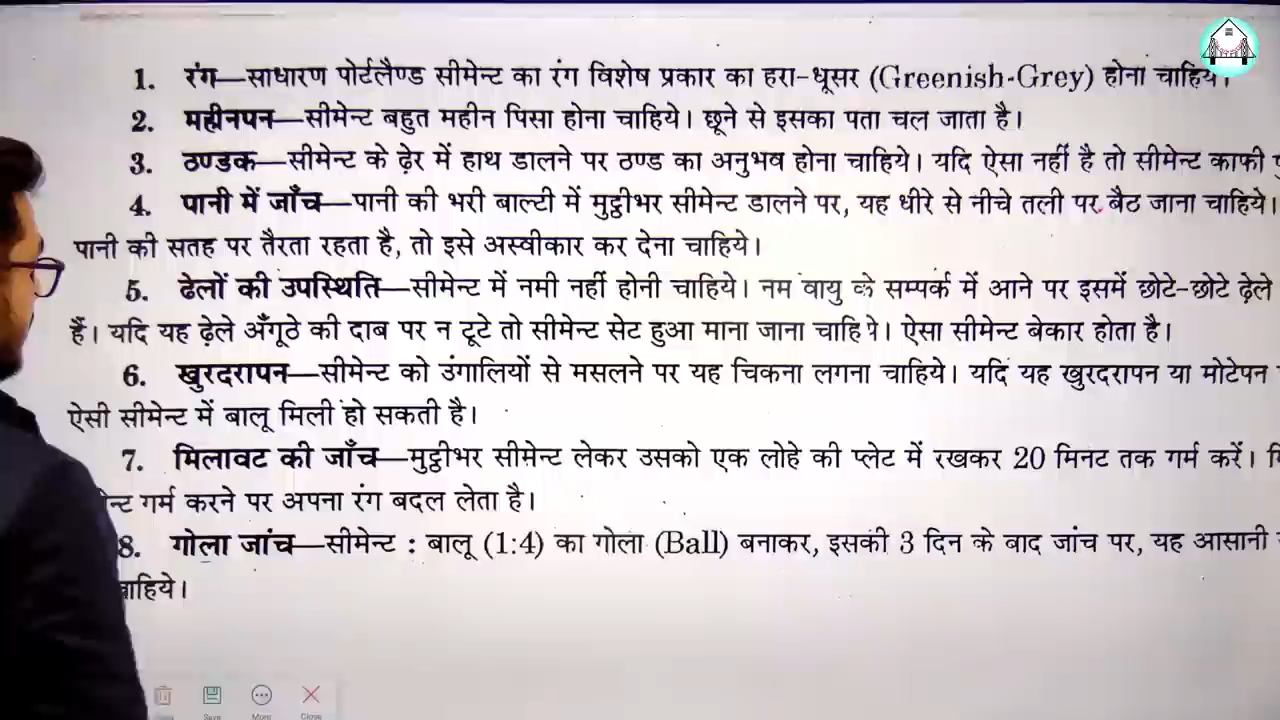 1. रंग—साधारण पोर्टलैण्ड सीमेन्ट का रंग विशेष प्रकार का हरा-धूसर (Greenish-Grey) होना चाहिये।
2. महीनपन—सीमेन्ट बहुत महीन पिसा होना चाहिये। छूने से इसका पता चल जाता है।
3. ठण्डक—सीमेन्ट के ढ़ेर में हाथ डालने पर ठण्ड का अनुभव होना चाहिये। यदि ऐसा नहीं है तो सीमेन्ट काफी
4. पानी में जाँच—पानी की भरी बाल्टी में मुट्ठीभर सीमेन्ट डालने पर, यह धीरे से नीचे तली पर बैठ जाना चाहिये।
पानी की सतह पर तैरता रहता है, तो इसे अस्वीकार कर देना चाहिये।
5. ढेलों की उपस्थिति—सीमेन्ट में नमी नहीं होनी चाहिये। नम वायु के सम्पर्क में आने पर इसमें छोटे-छोटे ढ़ेले
हैं। यदि यह ढ़ेले अँगूठे की दाब पर न टूटे तो सीमेन्ट सेट हुआ माना जाना चाहिये। ऐसा सीमेन्ट बेकार होता है।
6. खुरदरापन—सीमेन्ट को उंगालियों से मसलने पर यह चिकना लगना चाहिये। यदि यह खुरदरापन या मोटेपन
ऐसी सीमेन्ट में बालू मिली हो सकती है।
7. मिलावट की जाँच—मुट्ठीभर सीमेन्ट लेकर उसको एक लोहे की प्लेट में रखकर 20 मिनट तक गर्म करें।
गर्म करने पर अपना रंग बदल लेता है।
8. गोला जांच—सीमेन्ट : बालू (1:4) का गोला (Ball) बनाकर, इसकी 3 दिन के बाद जांच पर, यह आसानी
Save More Close